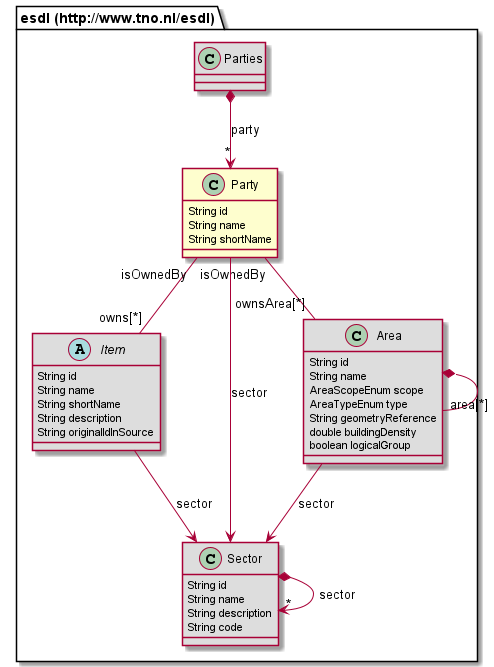 esdl (http://www.tno.nl/esdl)
C Parties
party
*
C Party
String id
String name
String shortName
isOwnedBy isOwnedBy
owns[*] ownsArea[*]
A Item
String id
String name
String shortName
String description
String originalIdInSource
C Area
String id
String name
AreaScopeEnum scope
AreaTypeEnum type
String geometryReference
double buildingDensity
boolean logicalGroup
area[*]
sector
sector
sector
C Sector
String id
String name
String description
String code
sector
*